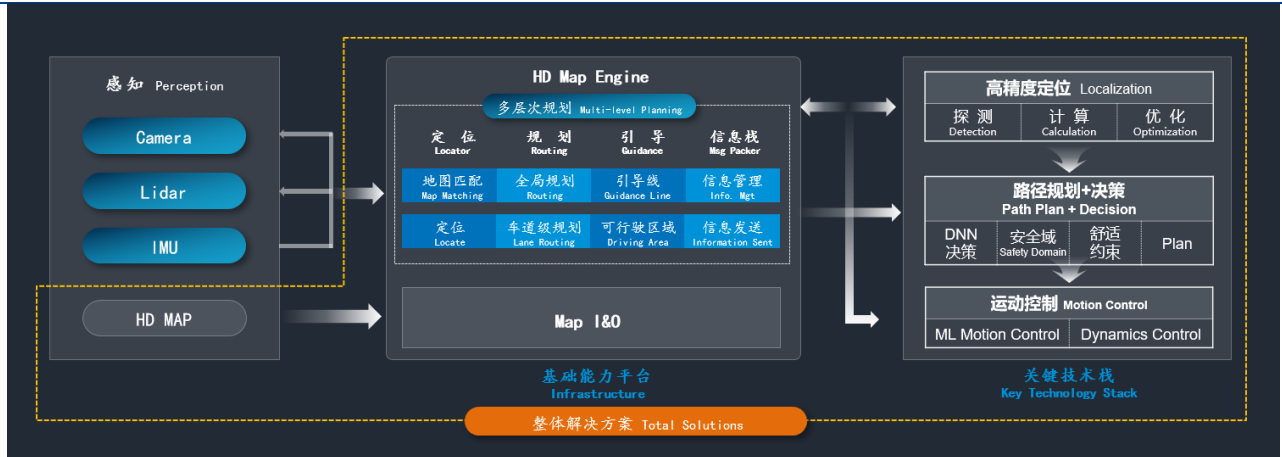 感知 Perception
Camera
Lidar
IMU
HD MAP
HD Map Engine
多层次规划 Multi-level Planning
定 位 规 划 引 导 信息栈
Locator Routing Guidance Msg Packer
地图匹配 全局规划 引导线 信息管理
Map Matching Routing Guidance Line Info. Mgt
定位 车道级规划 可行驶区域 信息发送
Locate Lane Routing Driving Area Information Sent
Map I&O
基础能力平台
Infrastructure
高精度定位 Localization
探 测 计 算 优 化
Detection Calculation Optimization
路径规划+决策
Path Plan + Decision
DNN 安全域 舒适 Plan
决策 Safety Domain 约束
运动控制 Motion Control
ML Motion Control Dynamics Control
关键技术栈
Key Technology Stack
整体解决方案 Total Solutions